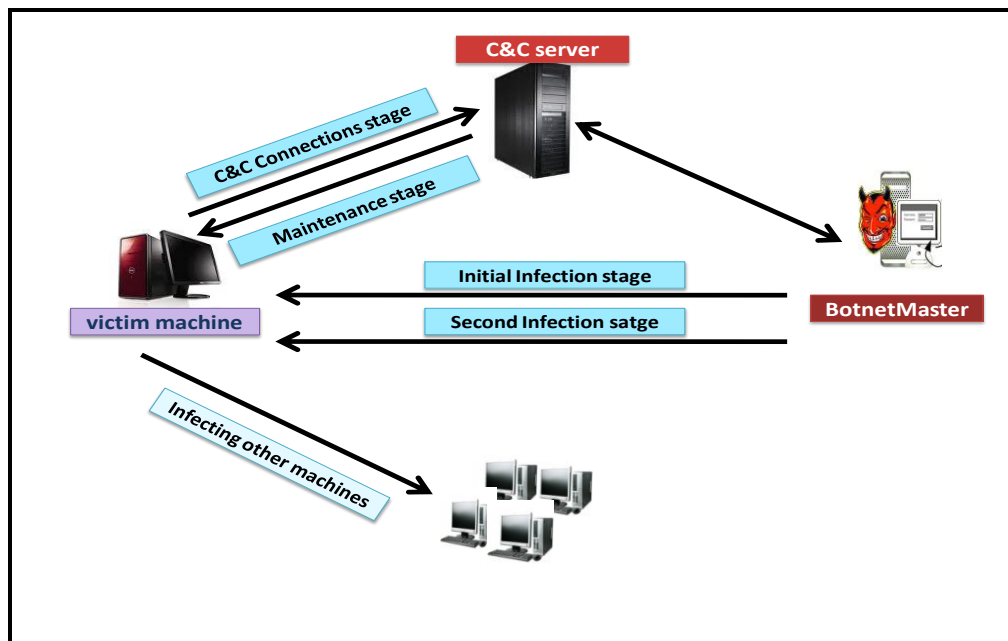 C&C server
C&C Connections stage
Maintenance stage
Initial Infection stage
victim machine
Second Infection satge
BotnetMaster
Infecting other machines